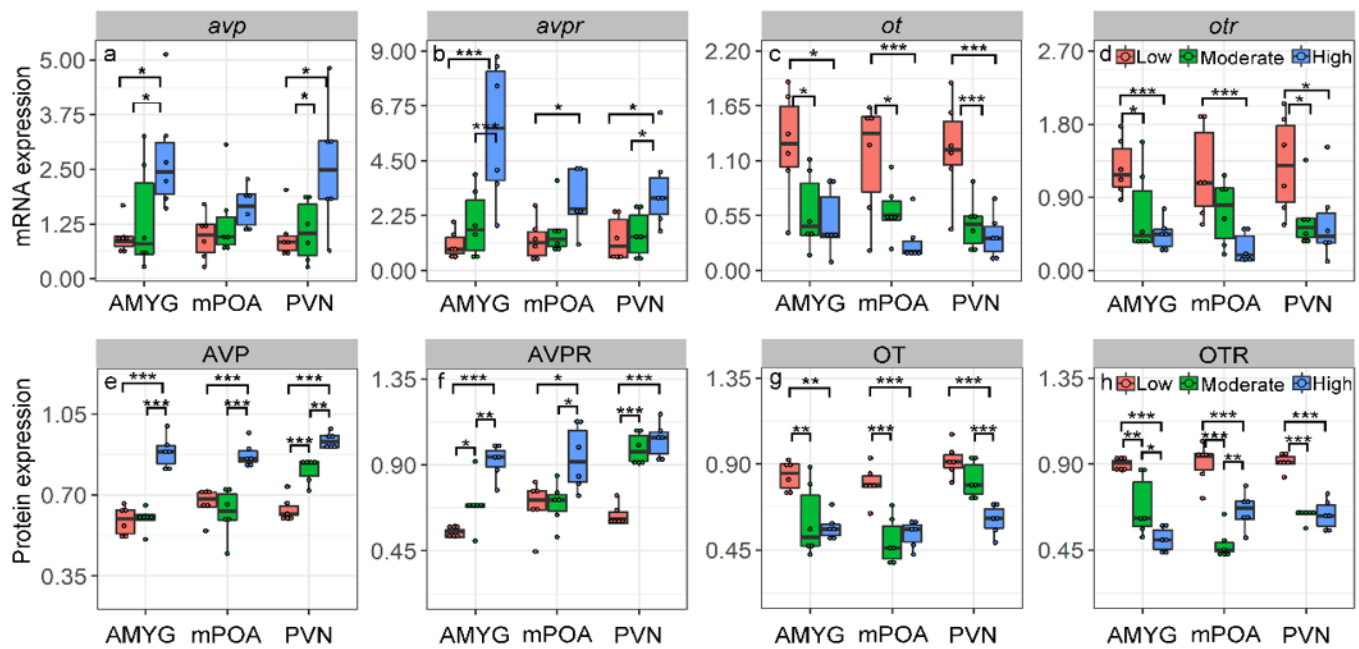 avp
a
mRNA expression
5.00
3.75
2.50
1.25
0.00
*
*
*
*
AMYG mPOA PVN
avpr
b
9.00
6.75
4.50
2.25
0.00
***
***
*
*
*
AMYG mPOA PVN
ot
c
2.20
1.65
1.10
0.55
0
*
*
***
*
***
***
AMYG mPOA PVN
otr
d
Low Moderate High
2.70
1.80
0.90
0.00
***
*
***
*
*
AMYG mPOA PVN
AVP
e
Protein expression
1.05
0.70
0.35
***
***
***
***
***
***
**
AMYG mPOA PVN
AVPR
f
1.35
0.90
0.45
***
**
*
*
*
***
***
AMYG mPOA PVN
OT
g
1.35
0.90
0.45
**
**
***
***
***
***
AMYG mPOA PVN
OTR
h
Low Moderate High
1.35
0.90
0.45
***
**
*
***
***
**
***
***
AMYG mPOA PVN